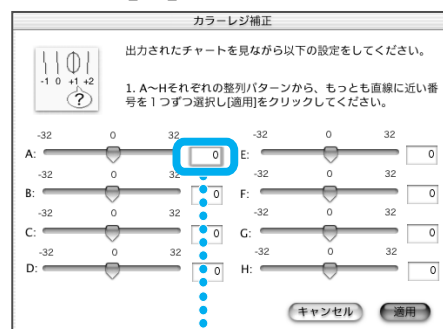 カラーレジ補正
出力されたチャートを見ながら以下の設定をしてください。
-1 0 +1 +2
?
1. A〜Hそれぞれの整列パターンから、もっとも直線に近い番
号を1つずつ選択し[適用]をクリックしてください。
-32 0 32 -32 0 32
A: 0 E: 0
-32 0 32 -32 0 32
B: 0 F: 0
-32 0 32 -32 0 32
C: 0 G: 0
-32 0 32 -32 0 32
D: 0 H: 0
キャンセル 適用